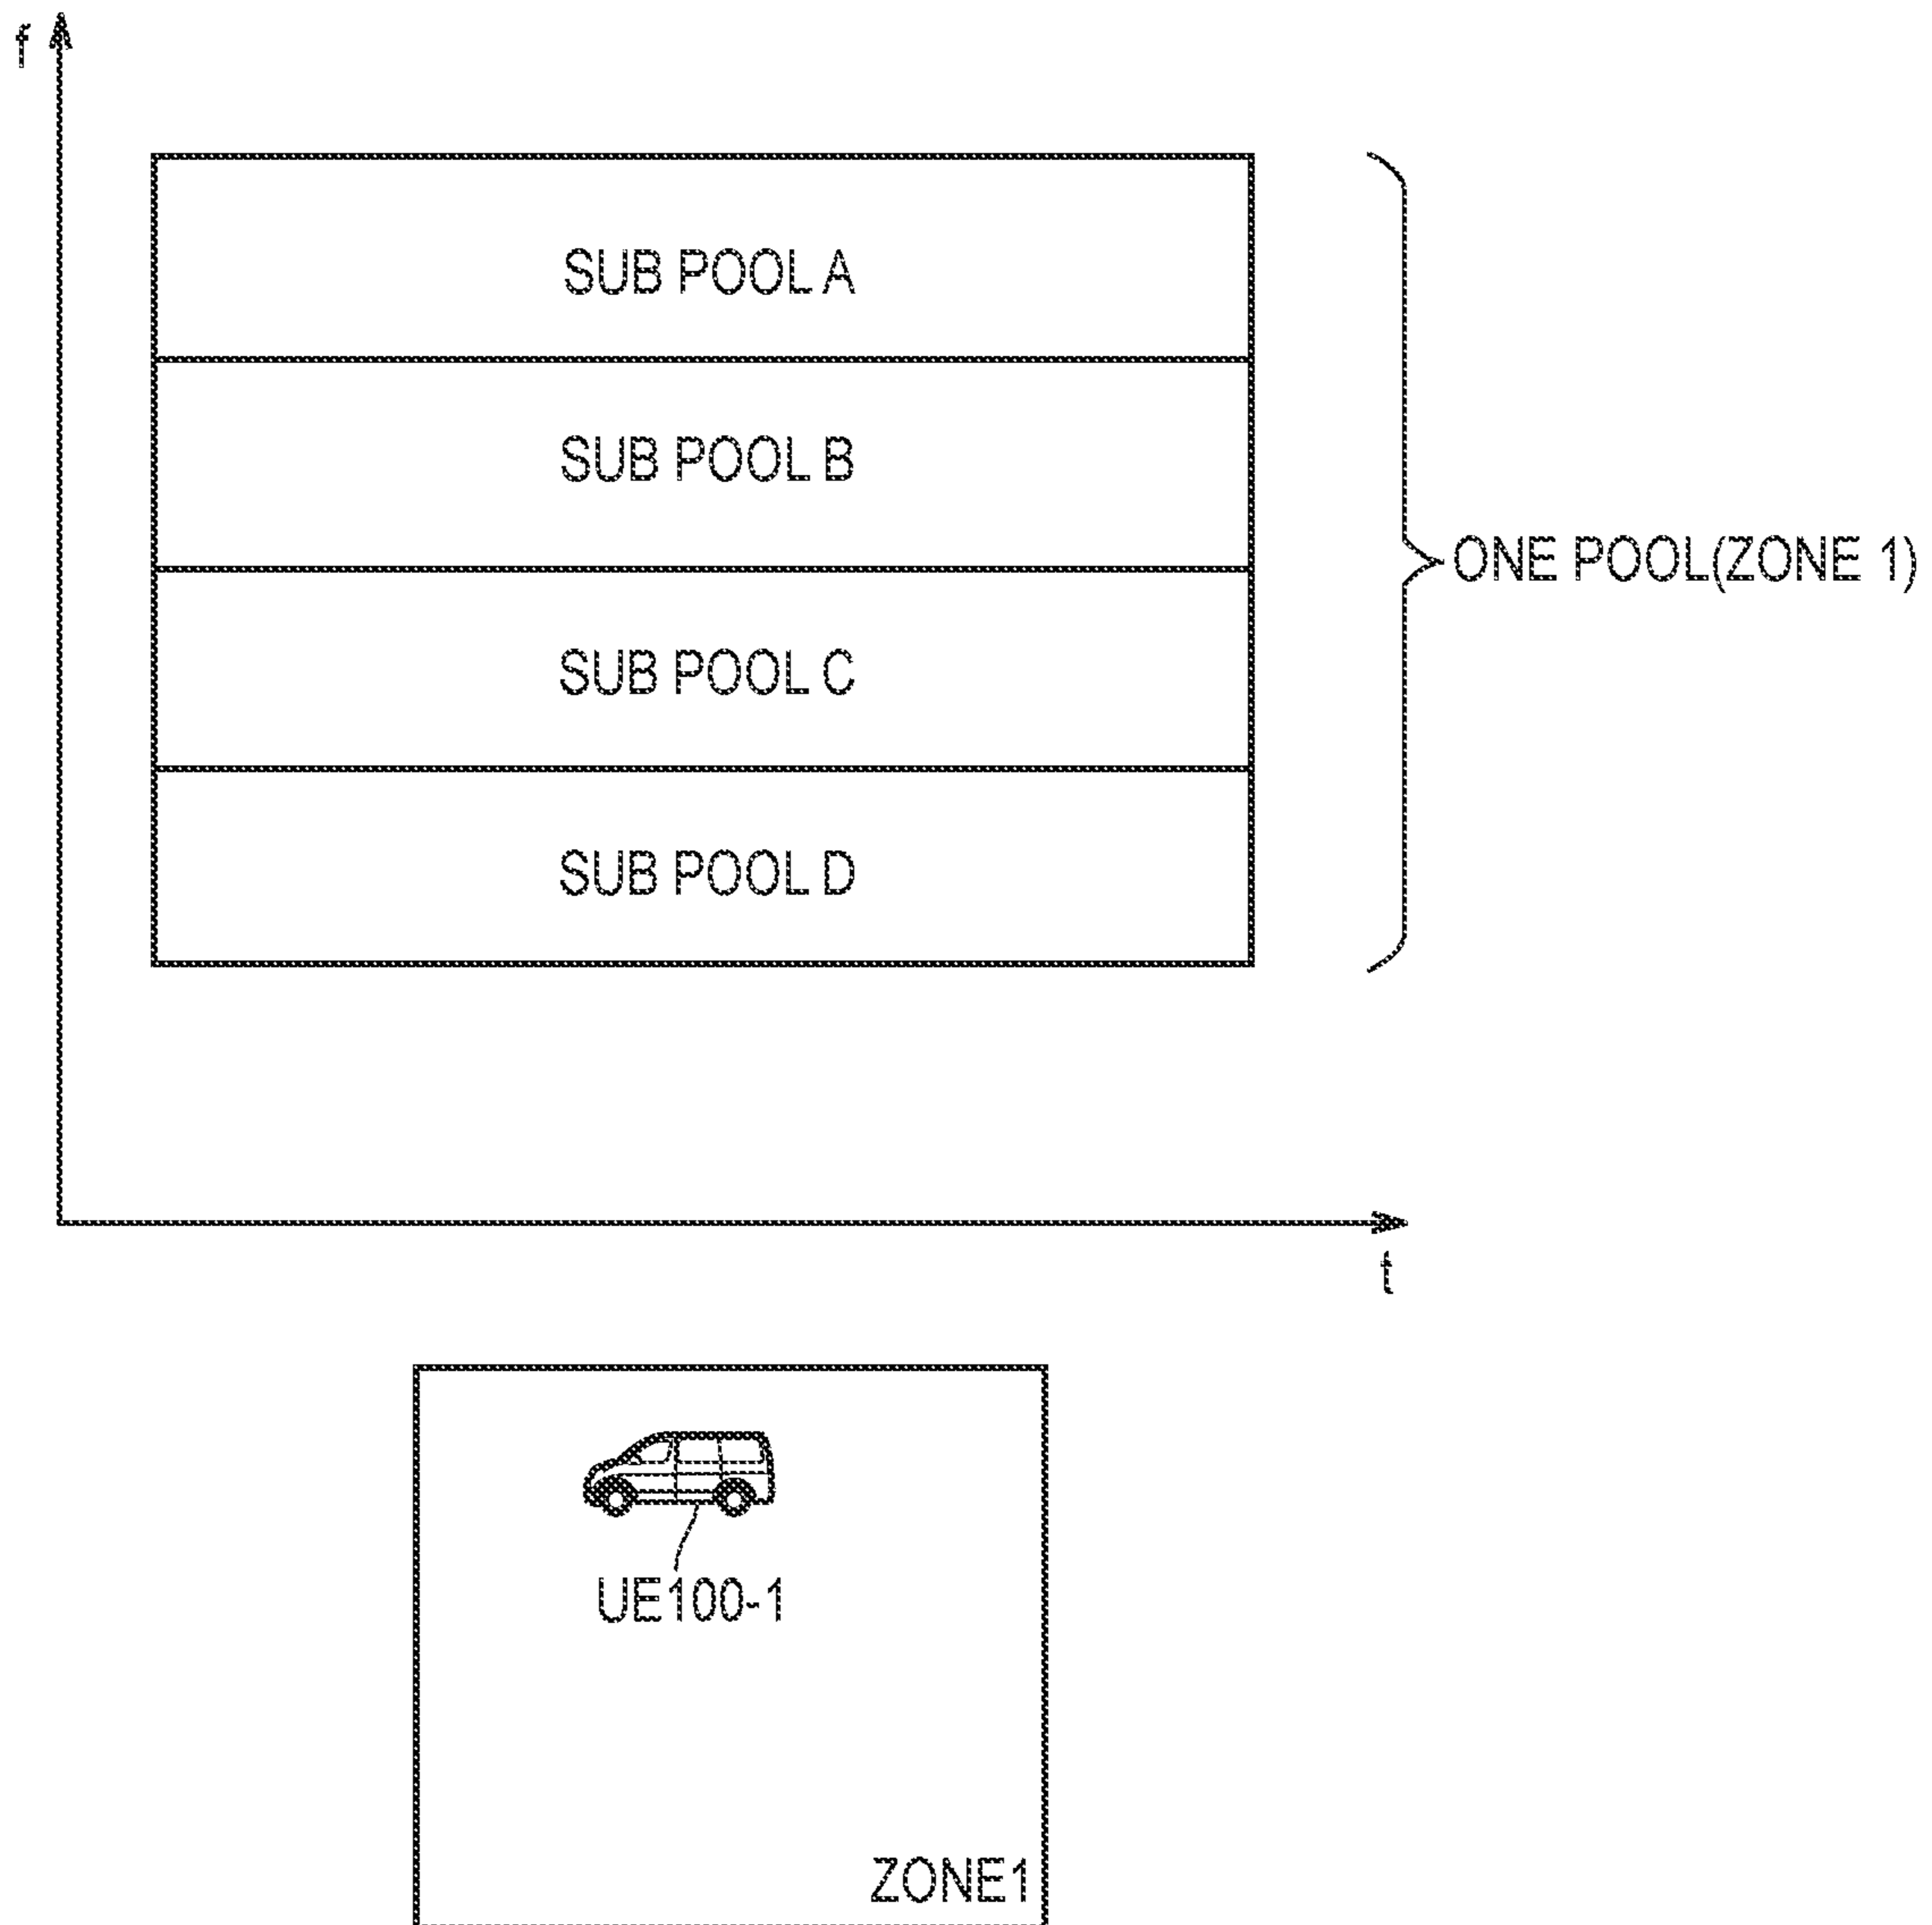 f
SUB POOL A
SUB POOL B
SUB POOL C
SUB POOL D
ONE POOL(ZONE 1)
t
UE100-1
ZONE1